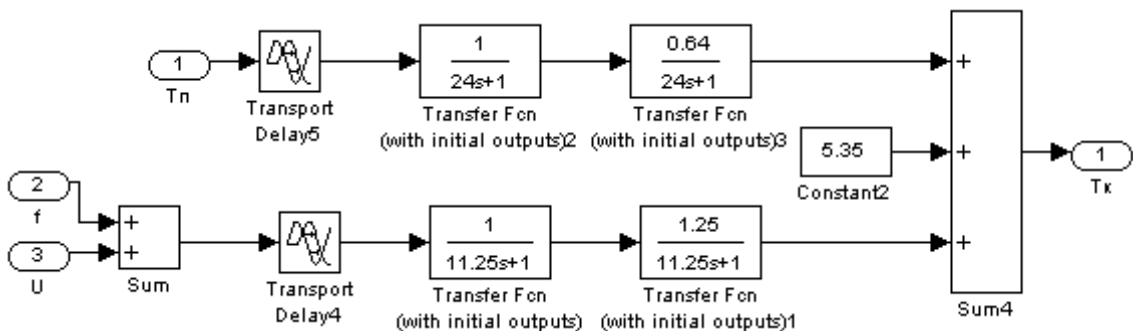 1
Тп
Transport
Delay5
1
24s+1
Transfer Fcn
(with initial outputs)2
0.64
24s+1
Transfer Fcn
(with initial outputs)3
+
5.35
Constant2
+
1
Тк
2
f
3
U
+
+
Sum
Transport
Delay4
1
11.25s+1
Transfer Fcn
(with initial outputs)
1.25
11.25s+1
Transfer Fcn
(with initial outputs)1
+
Sum4